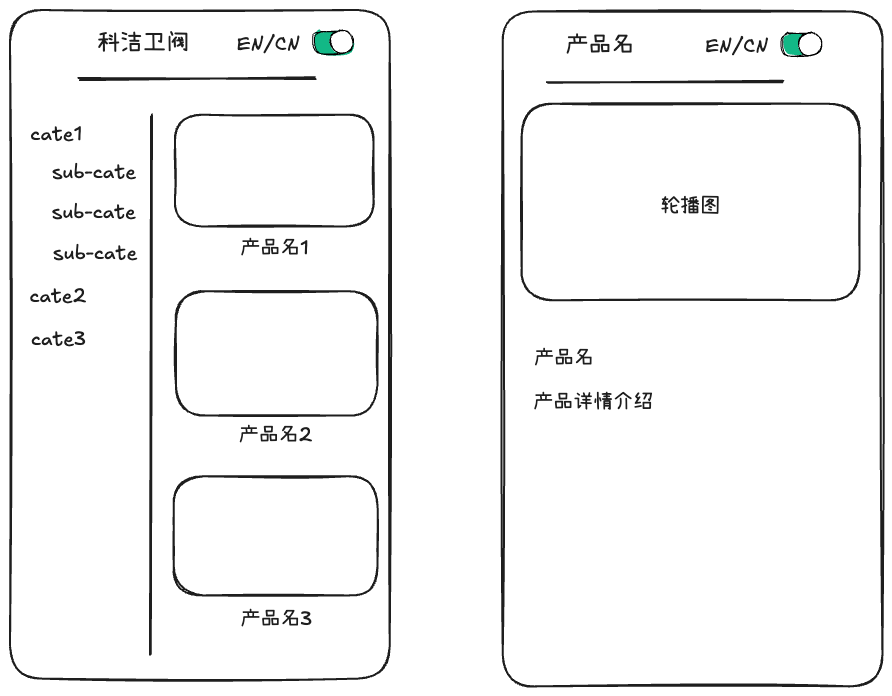 科洁卫阀 EN/CN
cate1
sub-cate
sub-cate
sub-cate
cate2
cate3
产品名1
产品名2
产品名3
产品名 EN/CN
轮播图
产品名
产品详情介绍